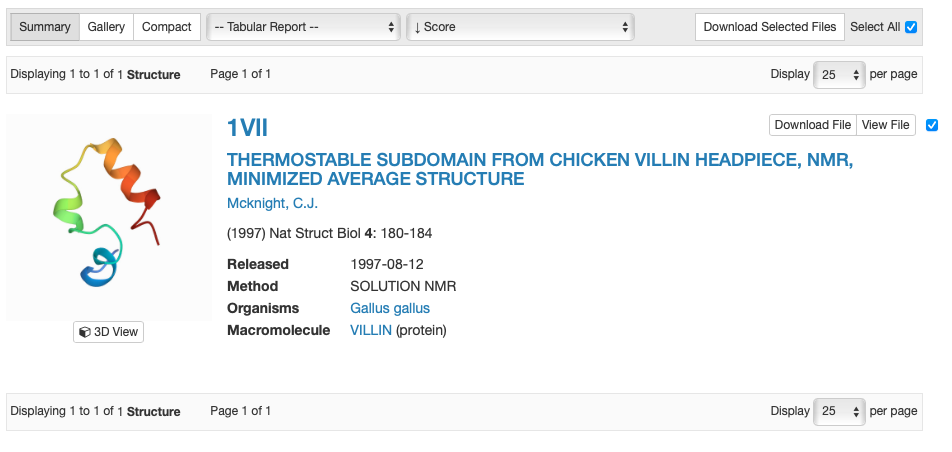 Summary Gallery Compact -- Tabular Report -- ↓ Score Download Selected Files Select All
Displaying 1 to 1 of 1 Structure Page 1 of 1 Display 25 per page
1VII Download File View File
THERMOSTABLE SUBDOMAIN FROM CHICKEN VILLIN HEADPIECE, NMR,
MINIMIZED AVERAGE STRUCTURE
Mcknight, C.J.
(1997) Nat Struct Biol 4: 180-184
Released 1997-08-12
Method SOLUTION NMR
Organisms Gallus gallus
Macromolecule VILLIN (protein)
3D View
Displaying 1 to 1 of 1 Structure Page 1 of 1 Display 25 per page